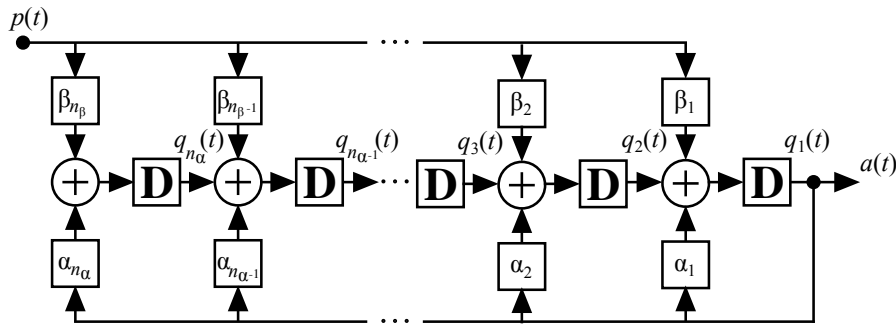 p(t)
···
β_{n_β} β_{n_β-1} β_2 β_1
q_{n_α}(t) q_{n_α-1}(t) q_3(t) q_2(t) q_1(t)
a(t)
+ D + D ··· D + D + D
α_{n_α} α_{n_α-1} α_2 α_1
···